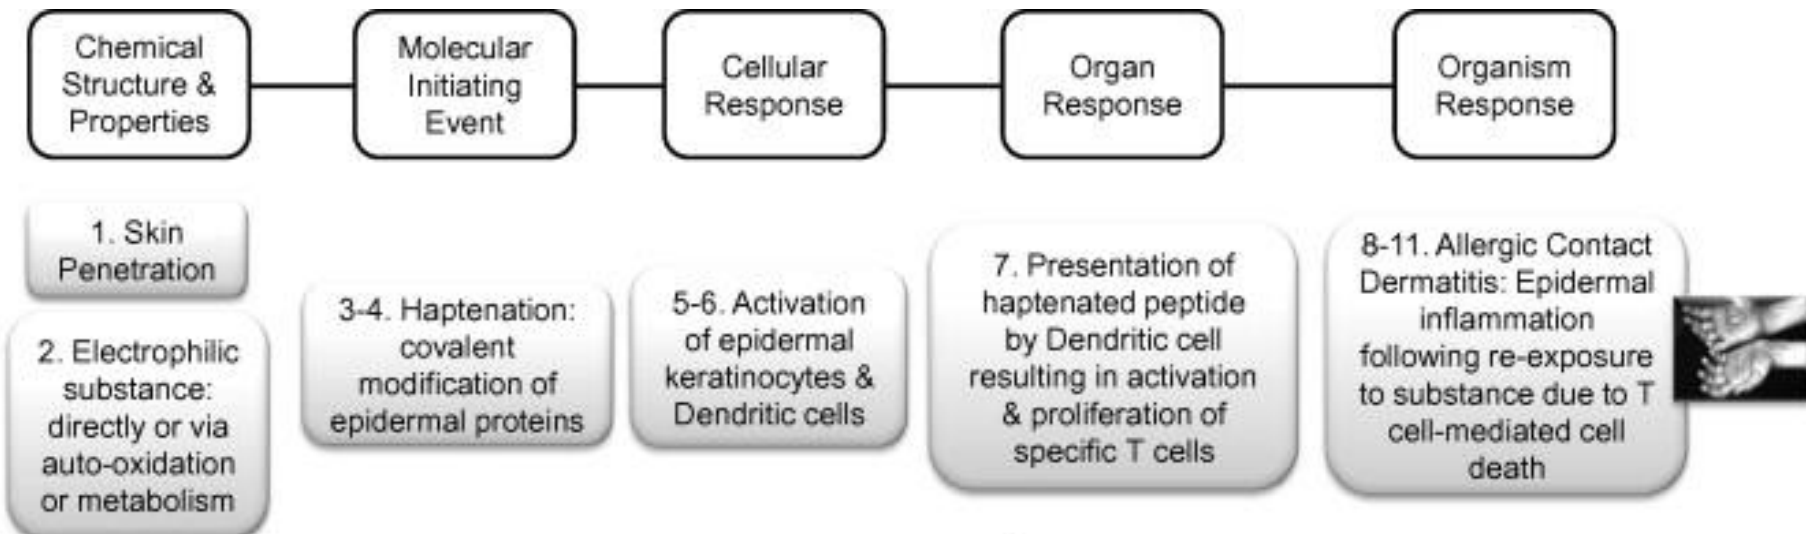 Chemical
Structure &
Properties
Molecular
Initiating
Event
Cellular
Response
Organ
Response
Organism
Response
1. Skin
Penetration
2. Electrophilic
substance:
directly or via
auto-oxidation
or metabolism
3-4. Haptenation:
covalent
modification of
epidermal proteins
5-6. Activation
of epidermal
keratinocytes &
Dendritic cells
7. Presentation of
haptenated peptide
by Dendritic cell
resulting in activation
& proliferation of
specific T cells
8-11. Allergic Contact
Dermatitis: Epidermal
inflammation
following re-exposure
to substance due to T
cell-mediated cell
death